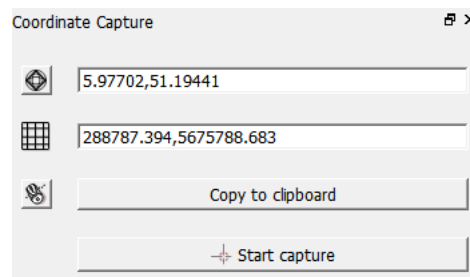 Coordinate Capture
5.97702,51.19441
288787.394,5675788.683
Copy to clipboard
Start capture